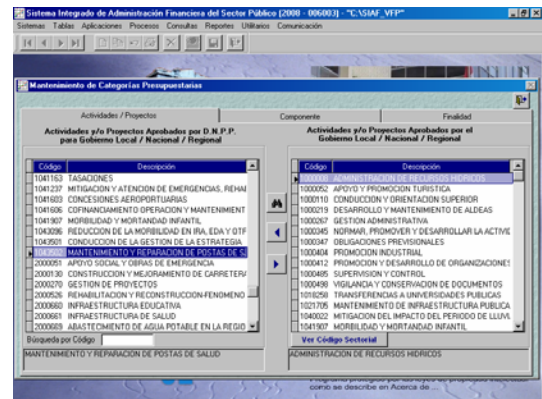 Sistema Integrado de Administración Financiera del Sector Público [2008 - 006003] - "C:\SIAF_VFP"
Sistemas Tablas Aplicaciones Procesos Consultas Reportes Utilitarios Comunicación
Mantenimiento de Categorías Presupuestarias
Actividades / Proyectos Componente Finalidad
Actividades y/o Proyectos Aprobados por D.N.P.P.
para Gobierno Local / Nacional / Regional
Código Descripción
1041163 TASACIONES
1041237 MITIGACION Y ATENCION DE EMERGENCIAS, REHAI
1041603 CONCESIONES AEROPORTUARIAS
1041606 COFINANCIAMIENTO OPERACION Y MANTENIMIENT
1041907 MORBILIDAD Y MORTANDAD INFANTIL
1043096 REDUCCION DE LA MORBILIDAD EN IRA, EDA Y OTF
1043501 CONDUCCION DE LA GESTION DE LA ESTRATEGIA
1043502 MANTENIMIENTO Y REPARACION DE POSTAS DE S
2000051 APOYO SOCIAL Y OBRAS DE EMERGENCIA
2000130 CONSTRUCCION Y MEJORAMIENTO DE CARRETERA
2000270 GESTION DE PROYECTOS
2000526 REHABILITACION Y RECONSTRUCCION-FENOMENO
2000660 INFRAESTRUCTURA EDUCATIVA
2000661 INFRAESTRUCTURA DE SALUD
2000669 ABASTECIMIENTO DE AGUA POTABLE EN LA REGIO
Búsqueda por Código
MANTENIMIENTO Y REPARACION DE POSTAS DE SALUD
Actividades y/o Proyectos Aprobados por el
Gobierno Local / Nacional / Regional
Código Descripción
1000008 ADMINISTRACION DE RECURSOS HIDRICOS
1000052 APOYO Y PROMOCION TURISTICA
1000110 CONDUCCION Y ORIENTACION SUPERIOR
1000219 DESARROLLO Y MANTENIMIENTO DE ALDEAS
1000267 GESTION ADMINISTRATIVA
1000345 NORMAR, PROMOVER Y DESARROLLAR LA ACTIVIE
1000347 OBLIGACIONES PREVISIONALES
1000404 PROMOCION INDUSTRIAL
1000412 PROMOCION Y DESARROLLO DE ORGANIZACIONE
1000485 SUPERVISION Y CONTROL
1000498 VIGILANCIA Y CONSERVACION DE DOCUMENTOS
1018258 TRANSFERENCIAS A UNIVERSIDADES PUBLICAS
1021705 MANTENIMIENTO DE INFRAESTRUCTURA PUBLICA
1040022 MITIGACION DEL IMPACTO DEL PERIODO DE LLUVI
1041907 MORBILIDAD Y MORTANDAD INFANTIL
Ver Código Sectorial
ADMINISTRACION DE RECURSOS HIDRICOS
como se describe en Acerca de ...